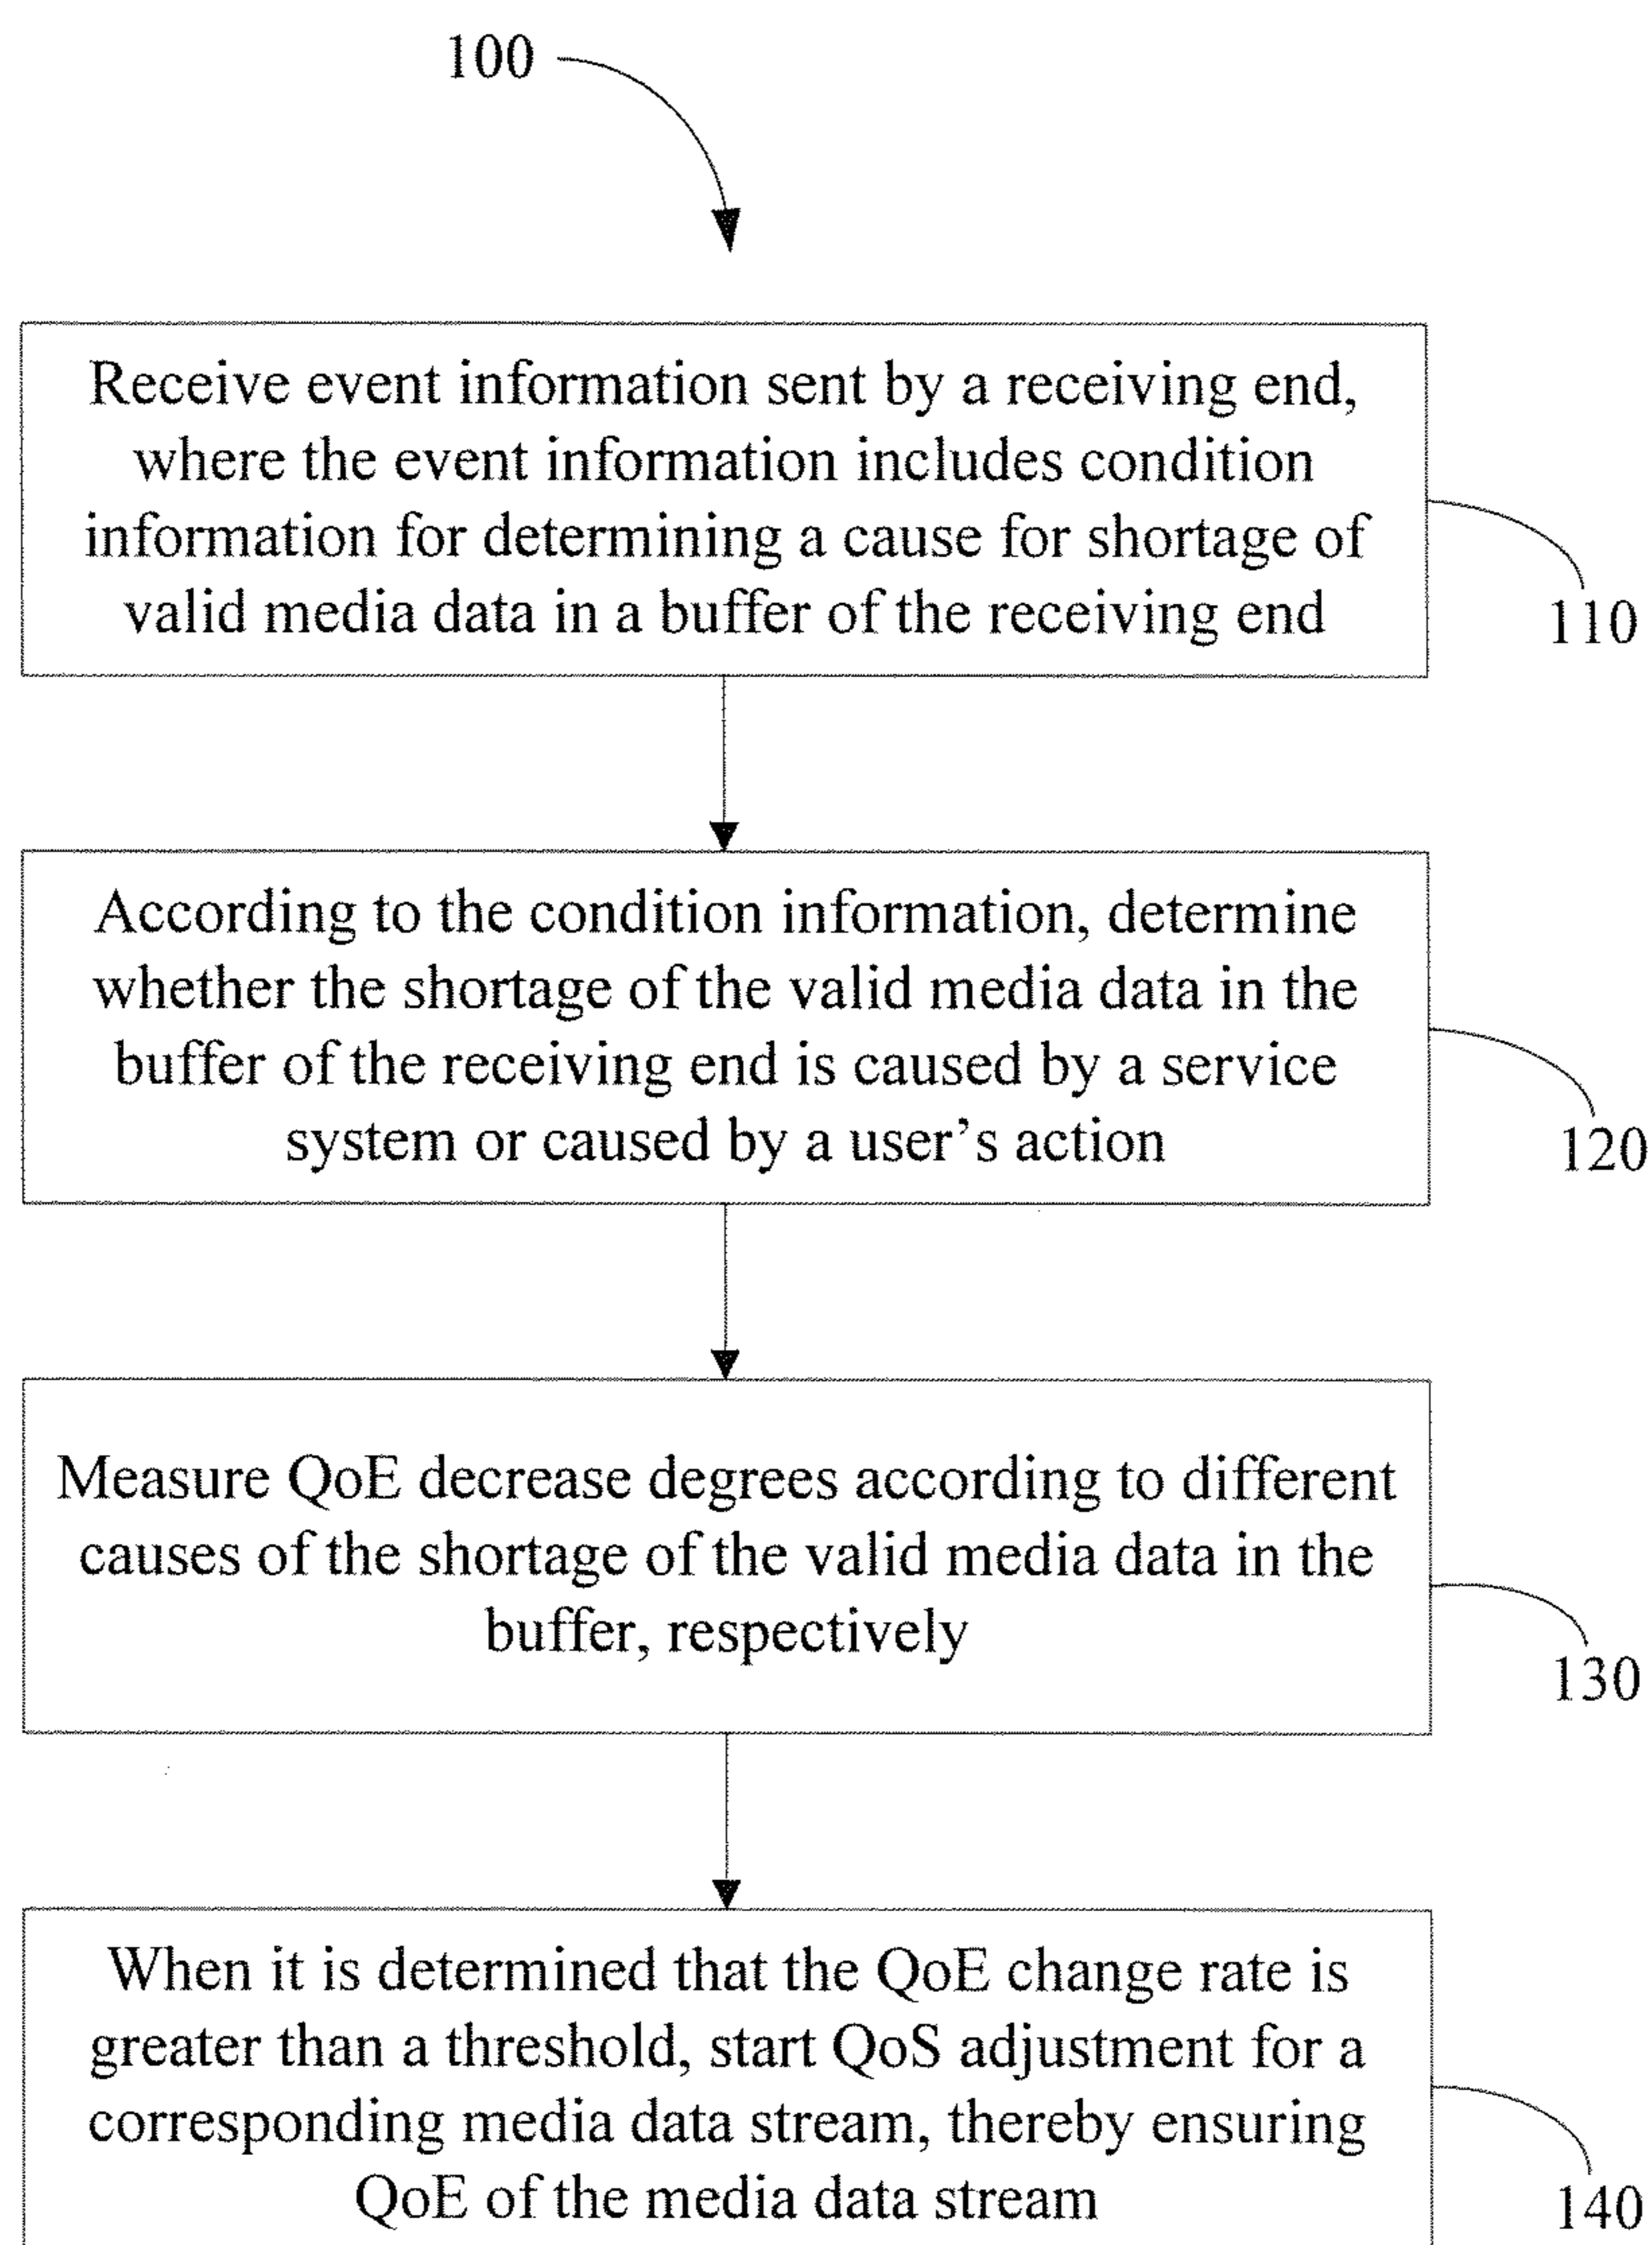 100
Receive event information sent by a receiving end,
where the event information includes condition
information for determining a cause for shortage of
valid media data in a buffer of the receiving end
110
According to the condition information, determine
whether the shortage of the valid media data in the
buffer of the receiving end is caused by a service
system or caused by a user’s action
120
Measure QoE decrease degrees according to different
causes of the shortage of the valid media data in the
buffer, respectively
130
When it is determined that the QoE change rate is
greater than a threshold, start QoS adjustment for a
corresponding media data stream, thereby ensuring
QoE of the media data stream
140